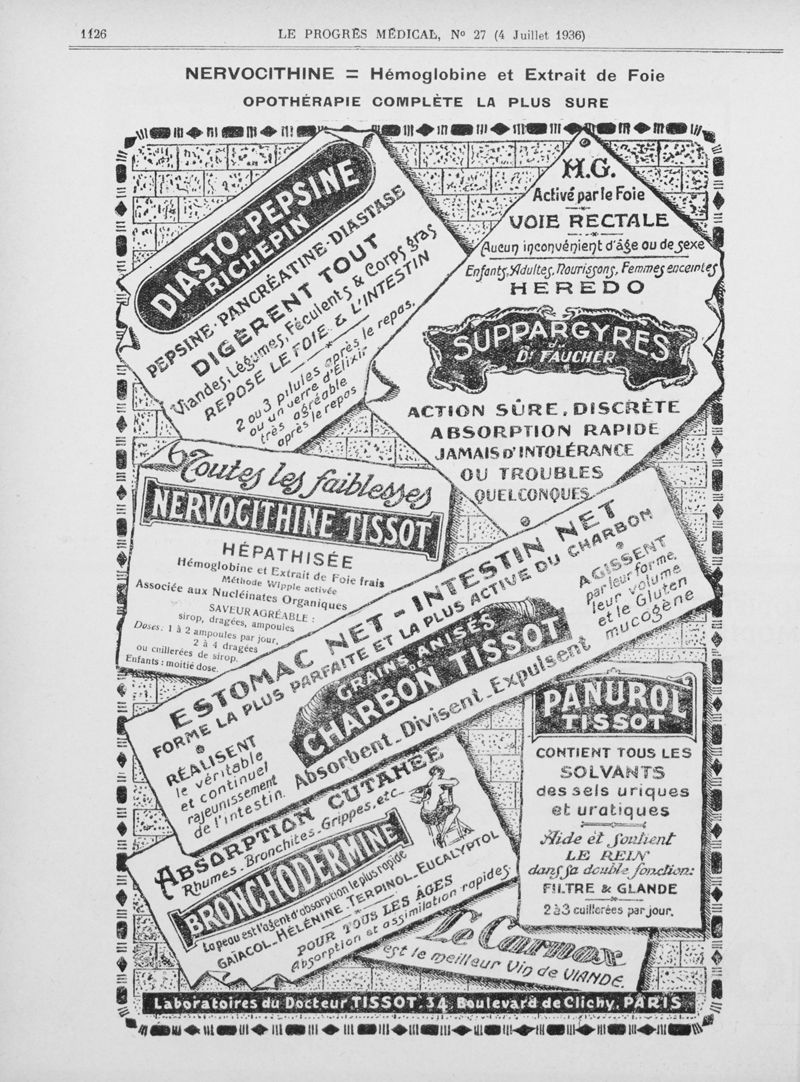 1126
LE PROGRÈS MÉDICAL, No 27 (4 Juillet 1936)
NERVOCITHINE = Hémoglobine et Extrait de Foie
OPOTHÉRAPIE COMPLÈTE LA PLUS SURE
DIASTO-PEPSINE
RICHEPIN
PEPSINE-PANCRÉATINE-DIASTASE
DIGÈRENT TOUT
Viandes, Légumes, Féculents & Corps gras
REPOSE LE FOIE & L'INTESTIN
2 ou 3 pilules après le repas,
ou un verre d'Élixir
très agréable
après le repos
H.G.
Activé par le Foie
VOIE RECTALE
Aucun inconvénient d'âge ou de sexe
Enfants, Adultes, Nourissons, Femmes enceintes
HEREDO
SUPPARGYRES
du
Dr FAUCHER
ACTION SÛRE, DISCRÈTE
ABSORPTION RAPIDE
JAMAIS D'INTOLÉRANCE
OU TROUBLES
QUELCONQUES
Toutes les faiblesses
NERVOCITHINE TISSOT
HÉPATHISÉE
Hémoglobine et Extrait de Foie frais
Méthode Wipple activée
Associée aux Nucléinates Organiques
SAVEUR AGRÉABLE :
sirop, dragées, ampoules
Doses. 1 à 2 ampoules par jour,
2 à 4 dragées
ou cuillerées de sirop.
Enfants : moitié dose.
ESTOMAC NET - INTESTIN NET
FORME LA PLUS PARFAITE ET LA PLUS ACTIVE DU CHARBON
RÉALISENT
le véritable
et continuel
rajeunissement
de l'intestin.
GRAINS ANISÉS
DE
CHARBON TISSOT
Absorbent_Divisent_Expulsent
AGISSENT
par leur forme,
leur volume
et le Gluten
mucogène
PANUROL
TISSOT
CONTIENT TOUS LES
SOLVANTS
des sels uriques
et uratiques
Aide et soutient
LE REIN
dans sa double fonction:
FILTRE & GLANDE
2 à 3 cuillerées par jour.
ABSORPTION CUTANÉE
Rhumes-Bronchites-Grippes, etc_
BRONCHODERMINE
La peau est l'agent d'absorption le plus rapide
GAÏACOL_HÉLÉNINE_TERPINOL_EUCALYPTOL
POUR TOUS LES ÂGES
Absorption et assimilation rapides.
Le Carnox
est le meilleur Vin de VIANDE.
Laboratoires du Docteur TISSOT. 34 Boulevard de Clichy, PARIS